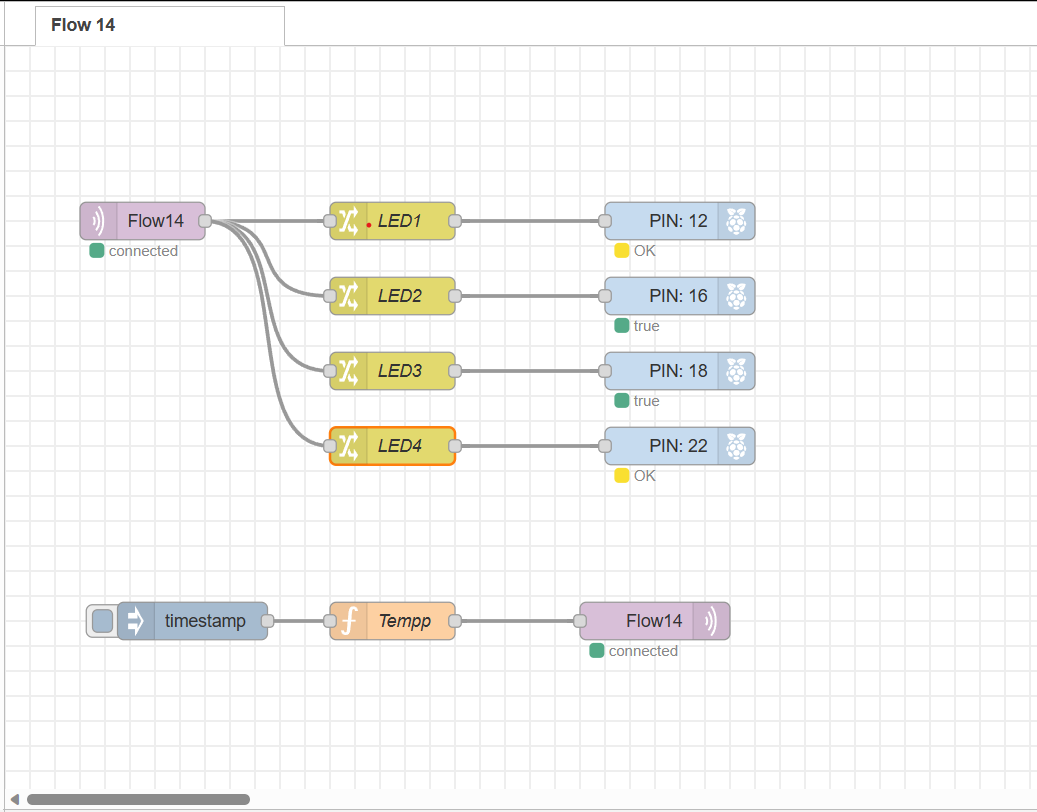 Flow 14
Flow14
connected
LED1
PIN: 12
OK
LED2
PIN: 16
true
LED3
PIN: 18
true
LED4
PIN: 22
OK
timestamp
Tempp
Flow14
connected